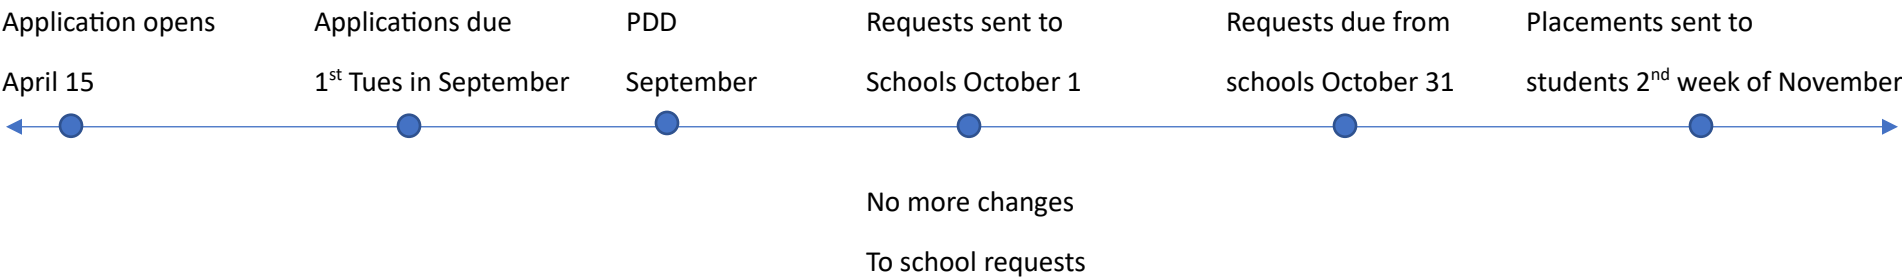 Application opens
April 15
Applications due
1st Tues in September
PDD
September
Requests sent to
Schools October 1
Requests due from
schools October 31
Placements sent to
students 2nd week of November
No more changes
To school requests